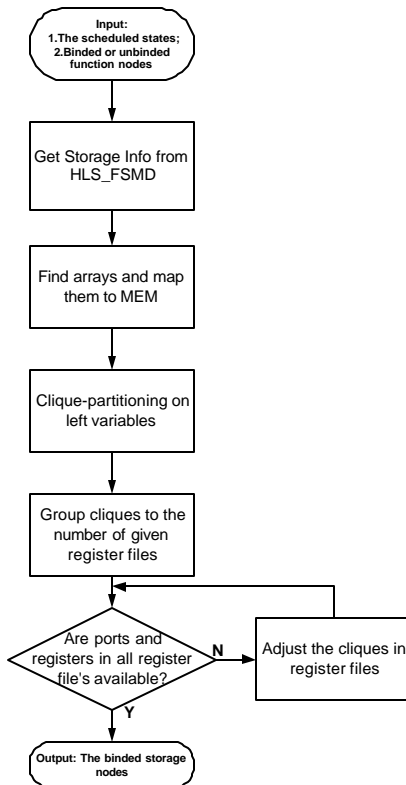 Input:
1.The scheduled states;
2.Binded or unbinded
function nodes
Get Storage Info from
HLS_FSMD
Find arrays and map
them to MEM
Clique-partitioning on
left variables
Group cliques to the
number of given
register files
Are ports and
registers in all register
file's available?
N
Adjust the cliques in
register files
Y
Output: The binded storage
nodes